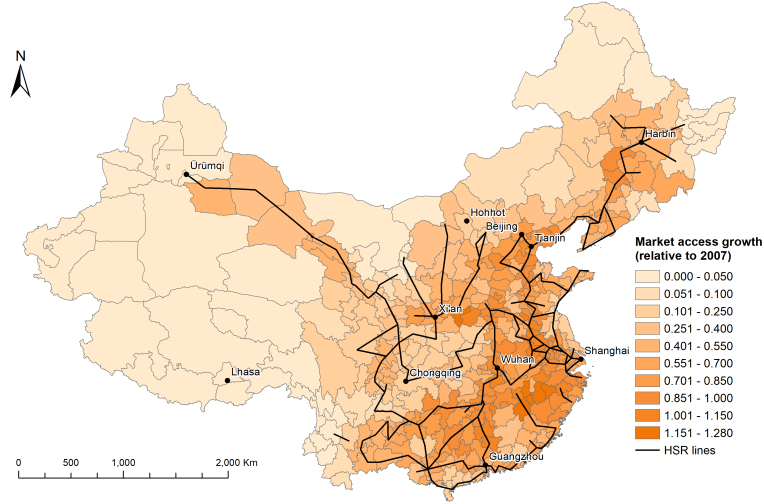 N
Harbin
Ürümqi
Hohhot
Beijing
Tianjin
Market access growth
(relative to 2007)
0.000 - 0.050
0.051 - 0.100
0.101 - 0.250
0.251 - 0.400
0.401 - 0.550
0.551 - 0.700
0.701 - 0.850
0.851 - 1.000
1.001 - 1.150
1.151 - 1.280
HSR lines
Xi'an
Shanghai
Wuhan
Chongqing
Lhasa
Guangzhou
0 500 1,000 2,000 Km